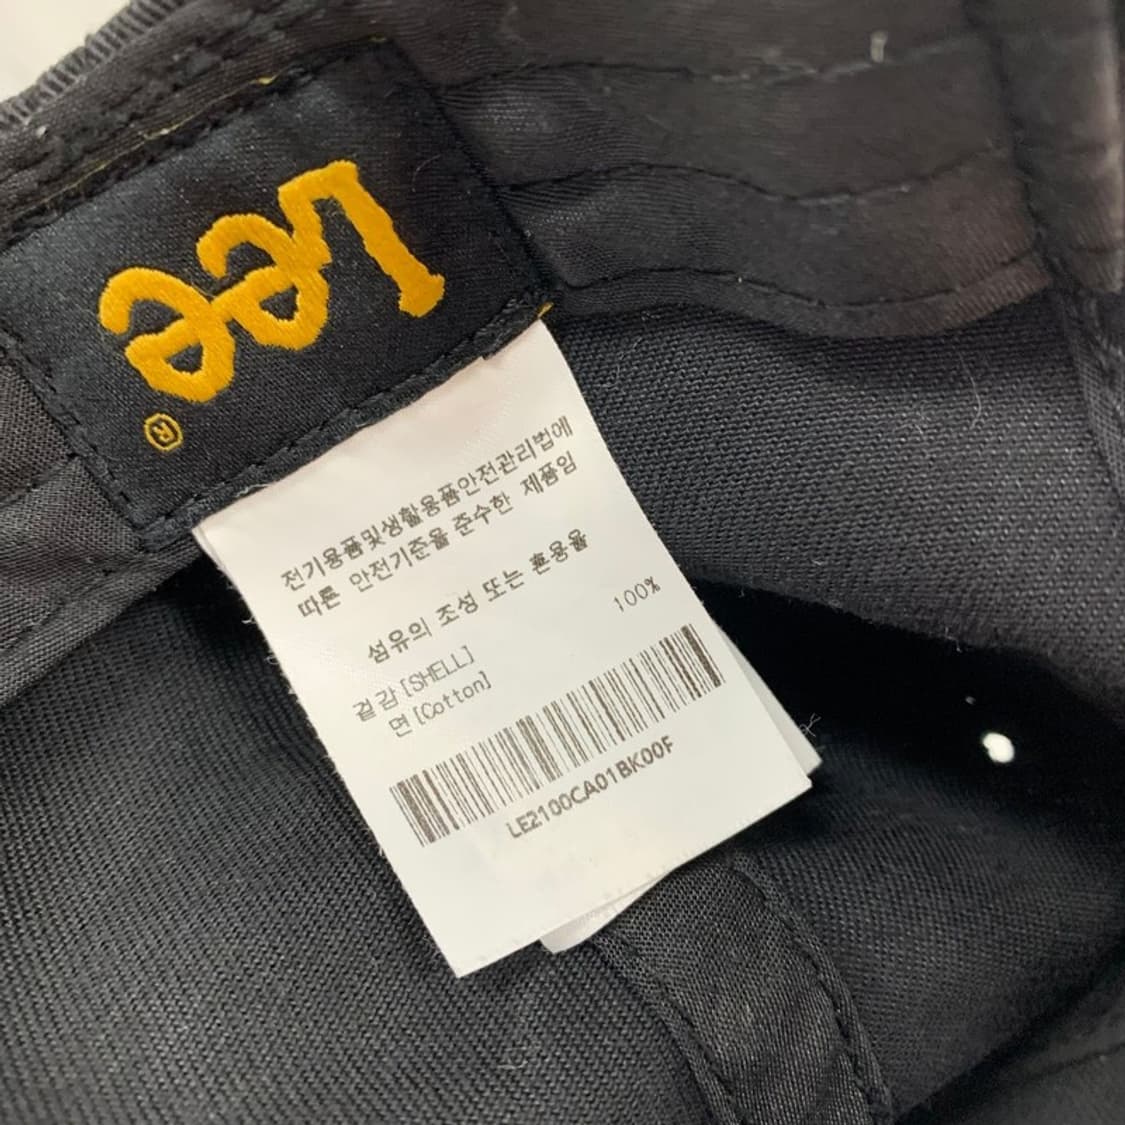 Lee
®
전기용품및생활용품안전관리법에
따른 안전기준을 준수한 제품임
섬유의 조성 또는 혼용율
겉감 [SHELL]
면 [Cotton] 100%
LE2100CA01BK00F